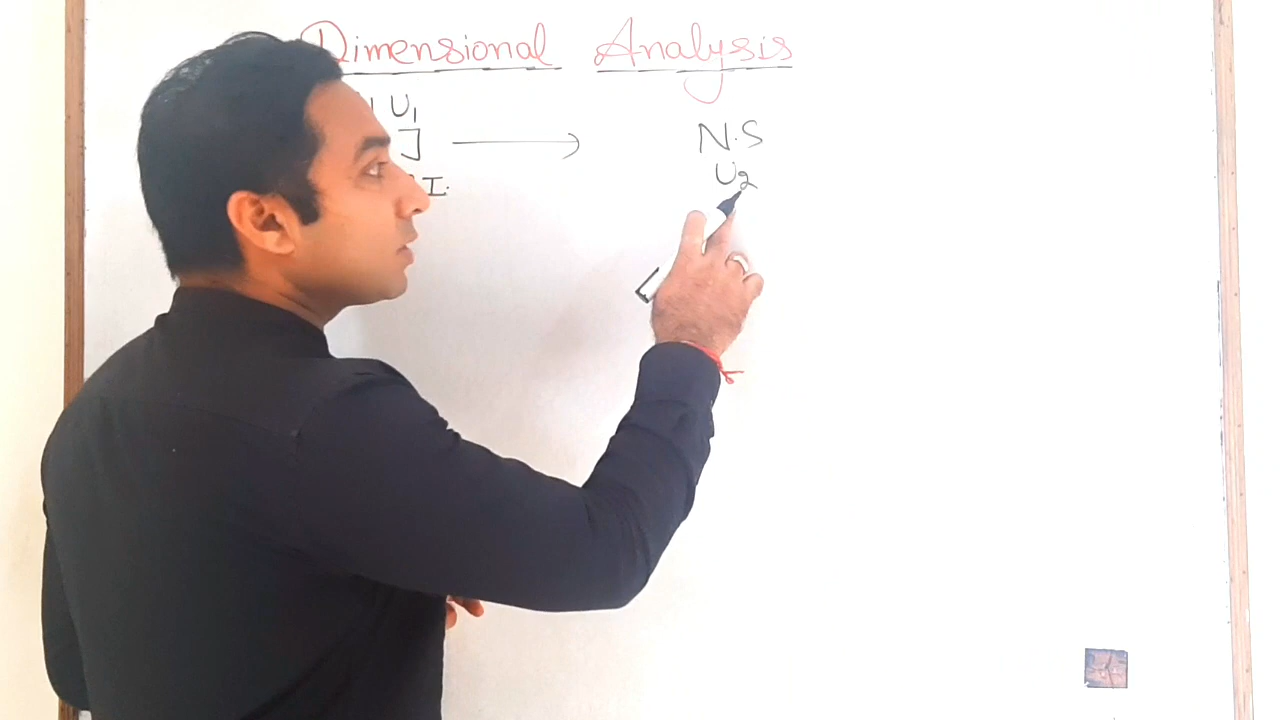 Dimensional Analysis
U1
J → N.S
I. U2